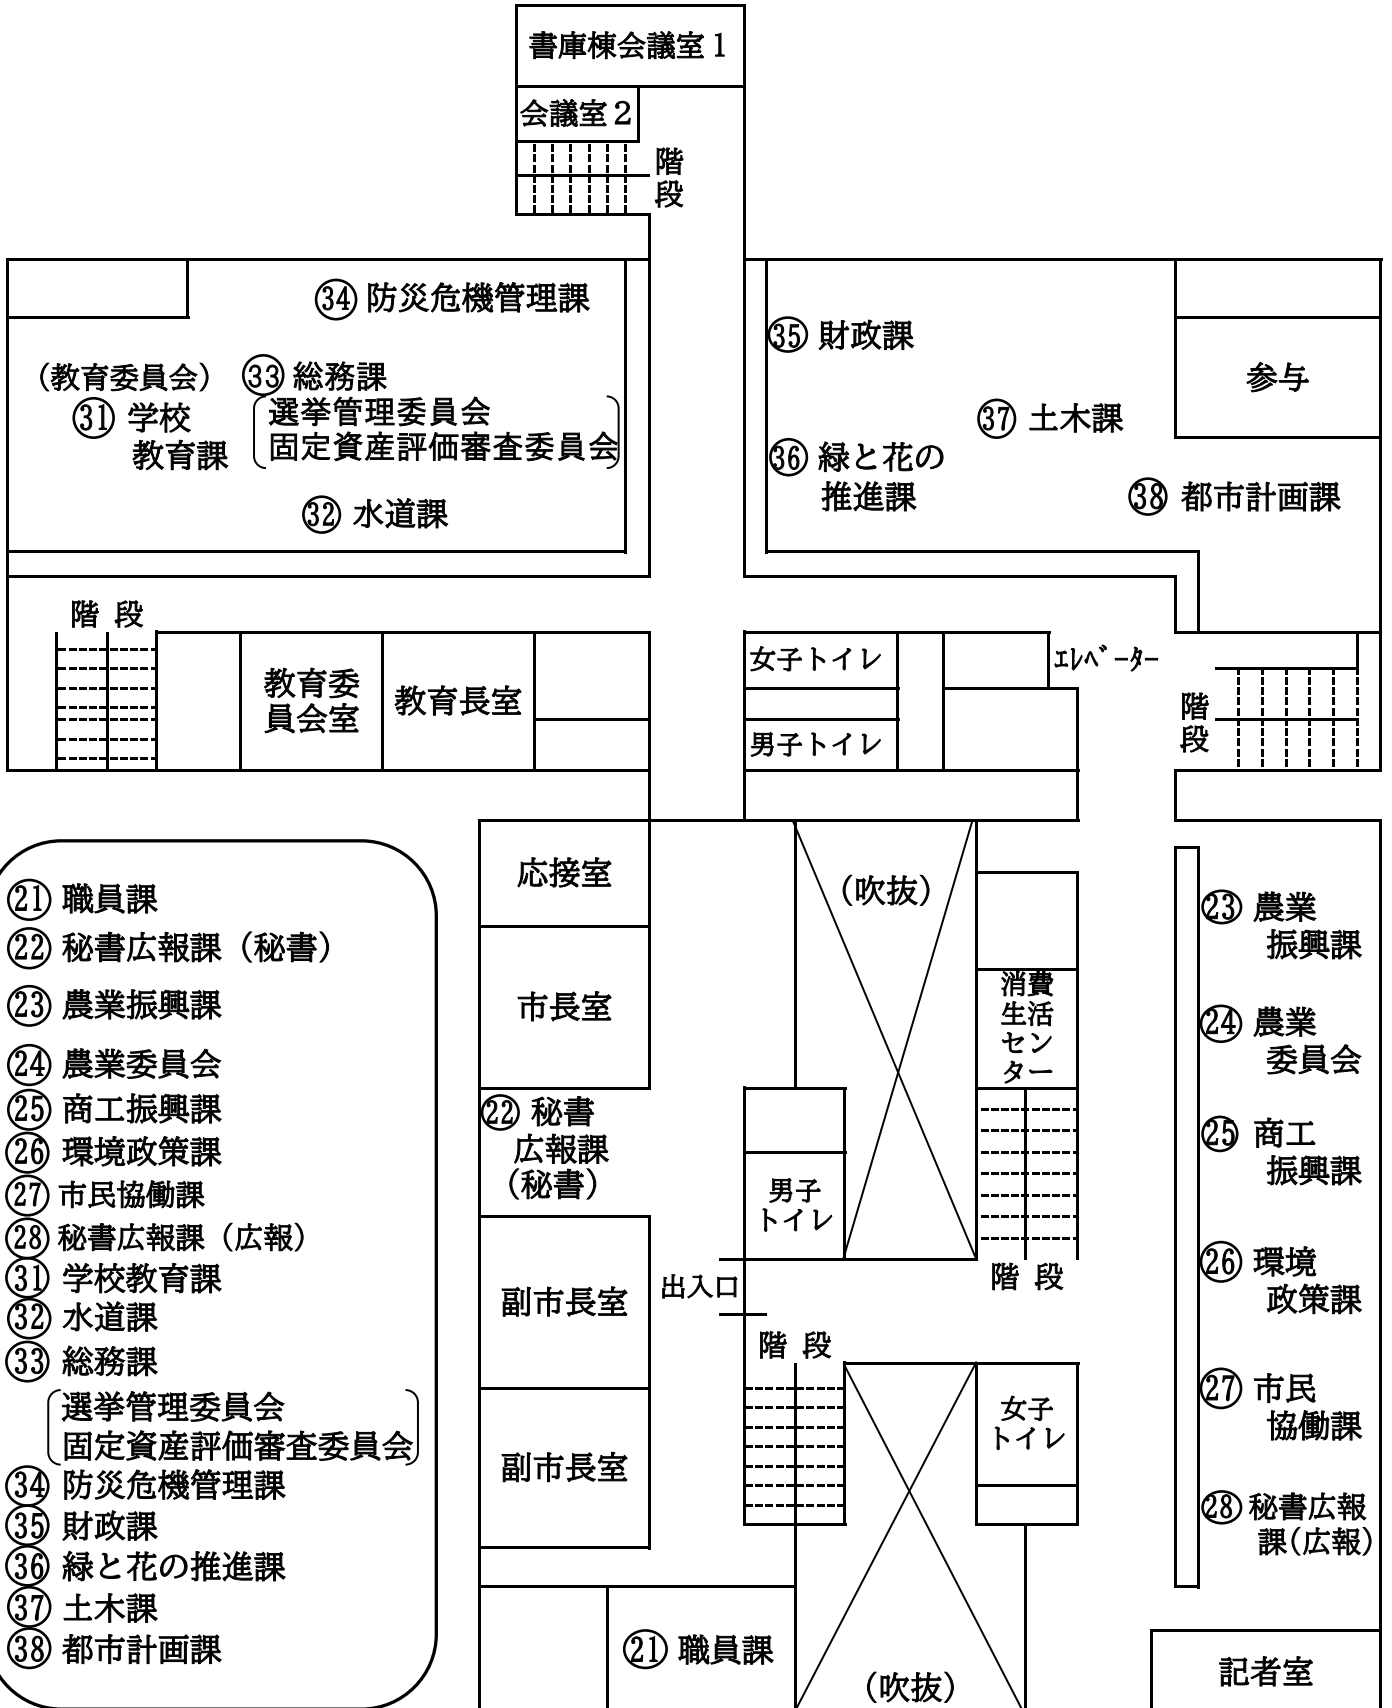 書庫棟会議室１
会議室２
階
段
㉞ 防災危機管理課
（教育委員会）
㉛ 学校
教育課
㉝ 総務課
選挙管理委員会
固定資産評価審査委員会
㉜ 水道課
㉟ 財政課
㊱ 緑と花の
推進課
㊲ 土木課
㊳ 都市計画課
参与
階 段
教育委
員会室
教育長室
女子トイレ
男子トイレ
ｴﾚﾍﾞｰﾀｰ
階
段
㉑ 職員課
㉒ 秘書広報課（秘書）
㉓ 農業振興課
㉔ 農業委員会
㉕ 商工振興課
㉖ 環境政策課
㉗ 市民協働課
㉘ 秘書広報課（広報）
㉛ 学校教育課
㉜ 水道課
㉝ 総務課
選挙管理委員会
固定資産評価審査委員会
㉞ 防災危機管理課
㉟ 財政課
㊱ 緑と花の推進課
㊲ 土木課
㊳ 都市計画課
応接室
市長室
㉒ 秘書
広報課
（秘書）
副市長室
副市長室
㉑ 職員課
（吹抜）
消費
生活
セン
ター
男子
トイレ
出入口
階 段
階 段
女子
トイレ
（吹抜）
㉓ 農業
振興課
㉔ 農業
委員会
㉕ 商工
振興課
㉖ 環境
政策課
㉗ 市民
協働課
㉘ 秘書広報
課（広報）
記者室